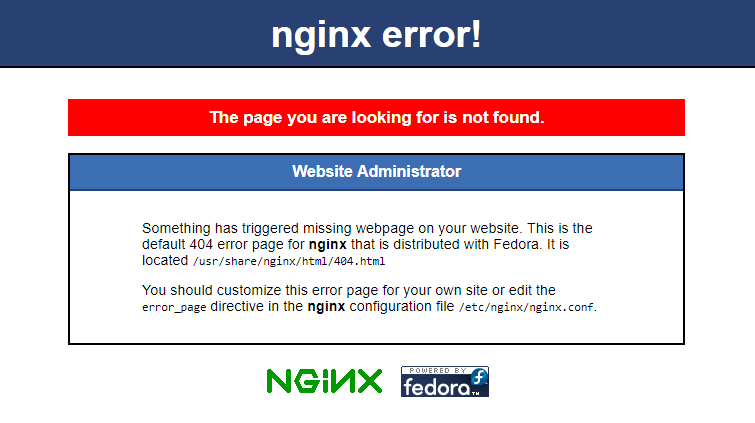 nginx error!
The page you are looking for is not found.
Website Administrator
Something has triggered missing webpage on your website. This is the
default 404 error page for nginx that is distributed with Fedora. It is
located /usr/share/nginx/html/404.html
You should customize this error page for your own site or edit the
error_page directive in the nginx configuration file /etc/nginx/nginx.conf.
NGiNX
POWERED BY
fedora™